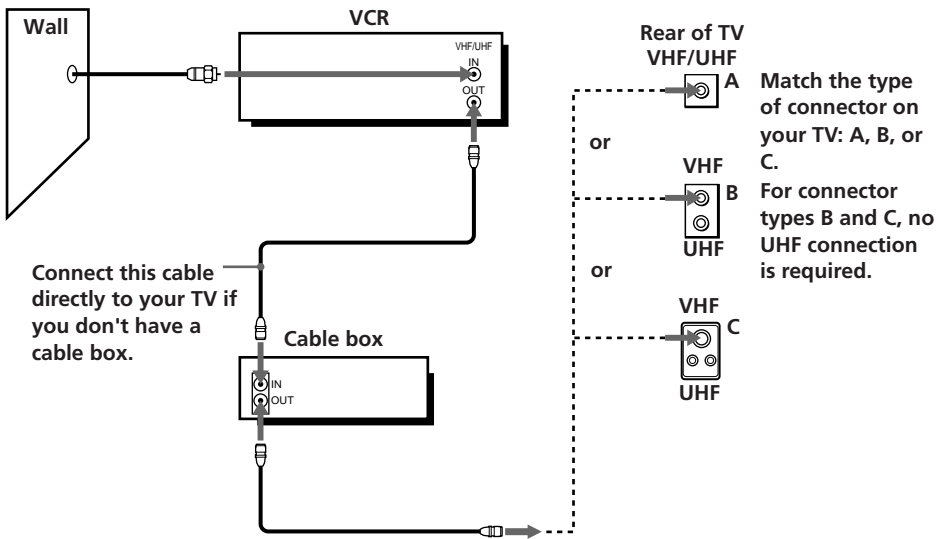 Wall
VCR
VHF/UHF
IN
OUT
Rear of TV
VHF/UHF
A
Match the type
of connector on
your TV: A, B, or
C.
or
VHF
B
UHF
For connector
types B and C, no
UHF connection
is required.
or
VHF
C
UHF
Connect this cable
directly to your TV if
you don't have a
cable box.
Cable box
IN
OUT